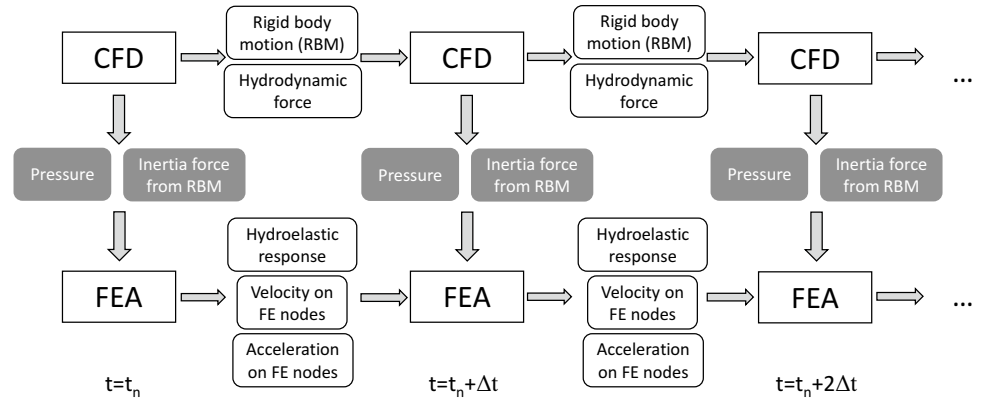 CFD
Rigid body
motion (RBM)
Hydrodynamic
force
CFD
Rigid body
motion (RBM)
Hydrodynamic
force
CFD
...
Pressure
Inertia force
from RBM
Pressure
Inertia force
from RBM
Pressure
Inertia force
from RBM
FEA
Hydroelastic
response
Velocity on
FE nodes
Acceleration
on FE nodes
FEA
Hydroelastic
response
Velocity on
FE nodes
Acceleration
on FE nodes
FEA
...
t=tₙ
t=tₙ+Δt
t=tₙ+2Δt